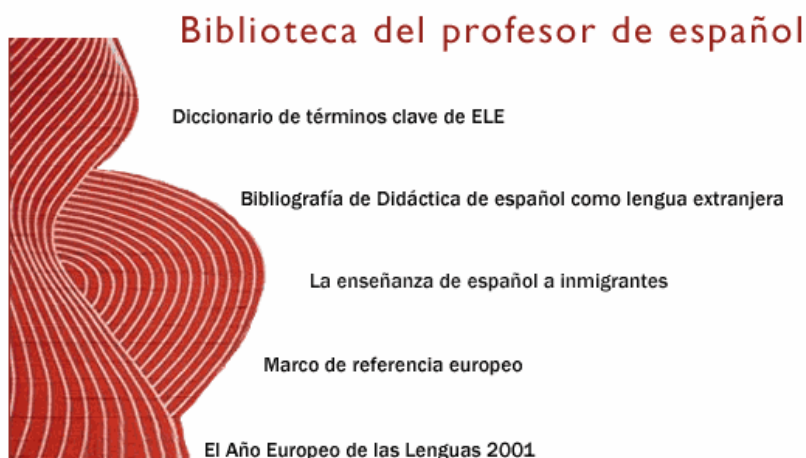 Biblioteca del profesor de español
Diccionario de términos clave de ELE
Bibliografía de Didáctica de español como lengua extranjera
La enseñanza de español a inmigrantes
Marco de referencia europeo
El Año Europeo de las Lenguas 2001